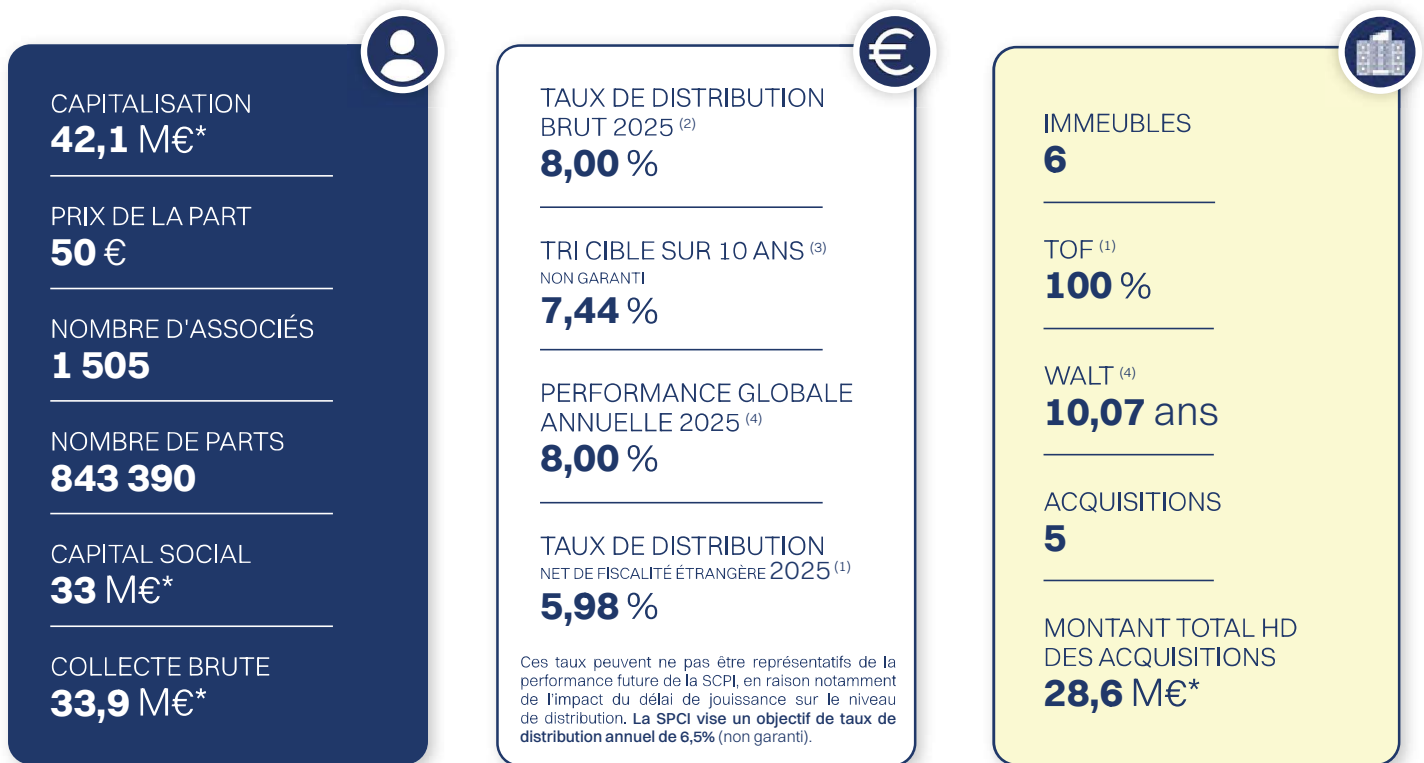 CAPITALISATION
42,1 M€*
PRIX DE LA PART
50 €
NOMBRE D'ASSOCIÉS
1 505
NOMBRE DE PARTS
843 390
CAPITAL SOCIAL
33 M€*
COLLECTE BRUTE
33,9 M€*
€
TAUX DE DISTRIBUTION
BRUT 2025 (2)
8,00 %
TRI CIBLE SUR 10 ANS (3)
NON GARANTI
7,44 %
PERFORMANCE GLOBALE
ANNUELLE 2025 (4)
8,00 %
TAUX DE DISTRIBUTION
NET DE FISCALITÉ ÉTRANGÈRE 2025 (1)
5,98 %
Ces taux peuvent ne pas être représentatifs de la
performance future de la SCPI, en raison notamment
de l'impact du délai de jouissance sur le niveau
de distribution. La SPCI vise un objectif de taux de
distribution annuel de 6,5% (non garanti).
IMMEUBLES
6
TOF (1)
100 %
WALT (4)
10,07 ans
ACQUISITIONS
5
MONTANT TOTAL HD
DES ACQUISITIONS
28,6 M€*